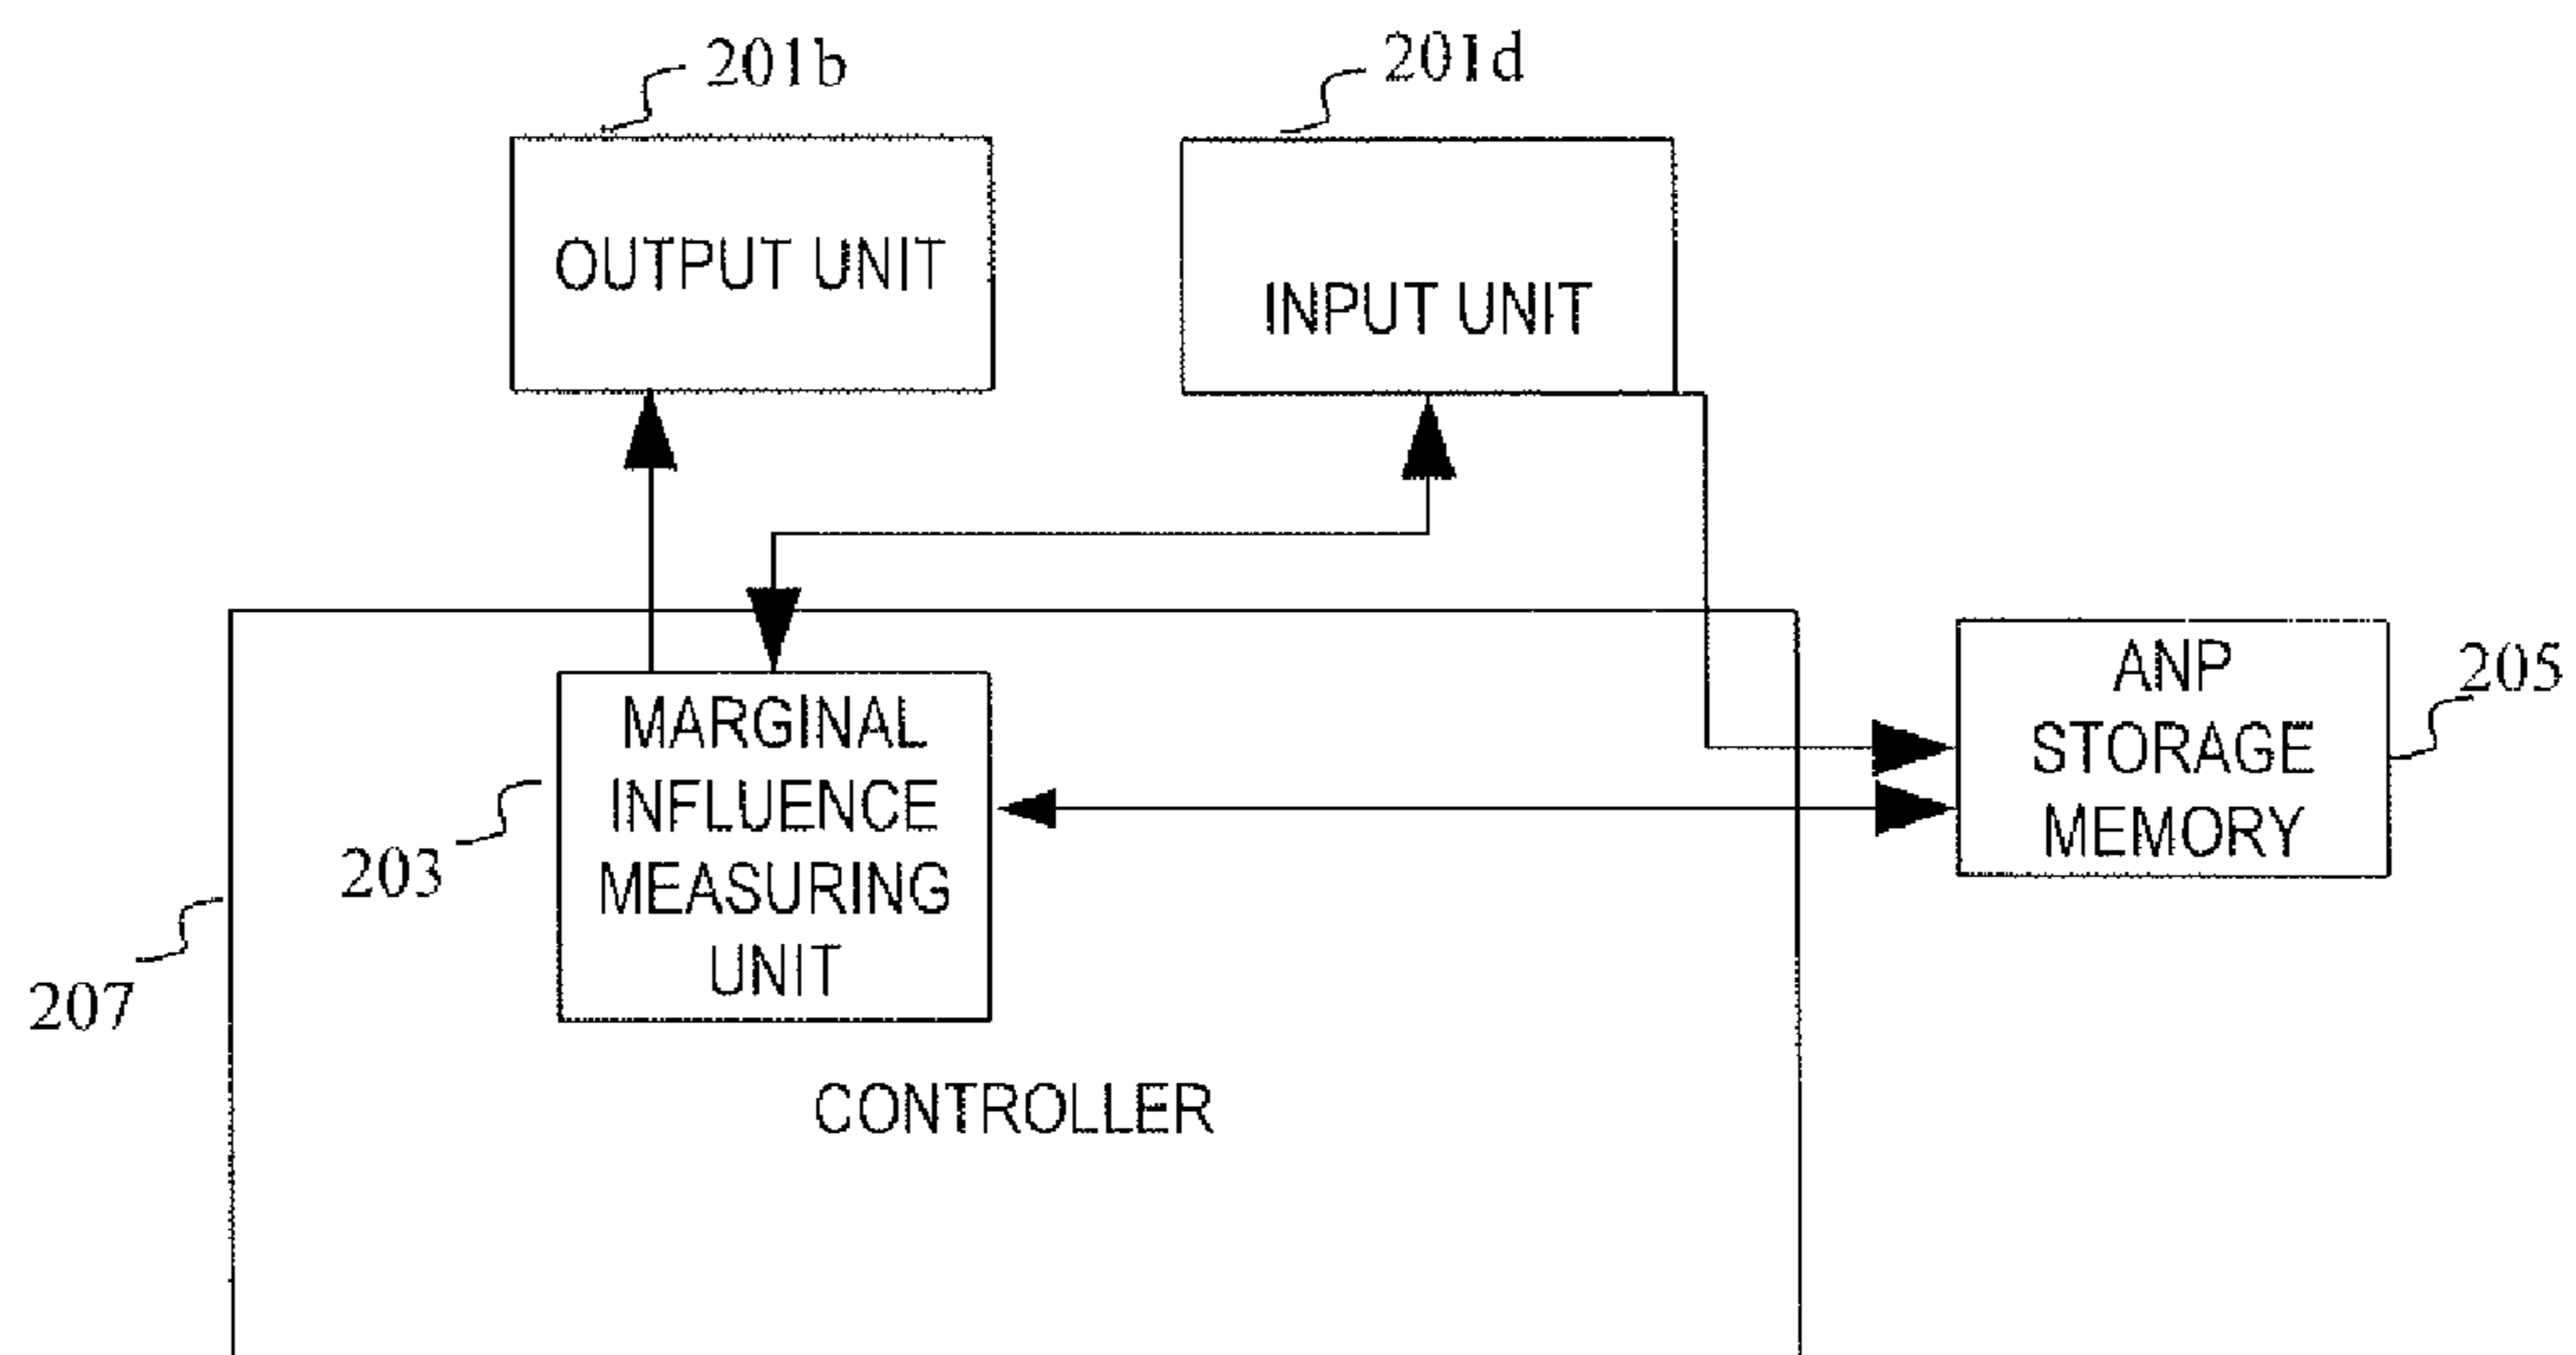 201b
201d
OUTPUT UNIT
INPUT UNIT
MARGINAL
INFLUENCE
MEASURING
UNIT
203
207
ANP
STORAGE
MEMORY
205
CONTROLLER